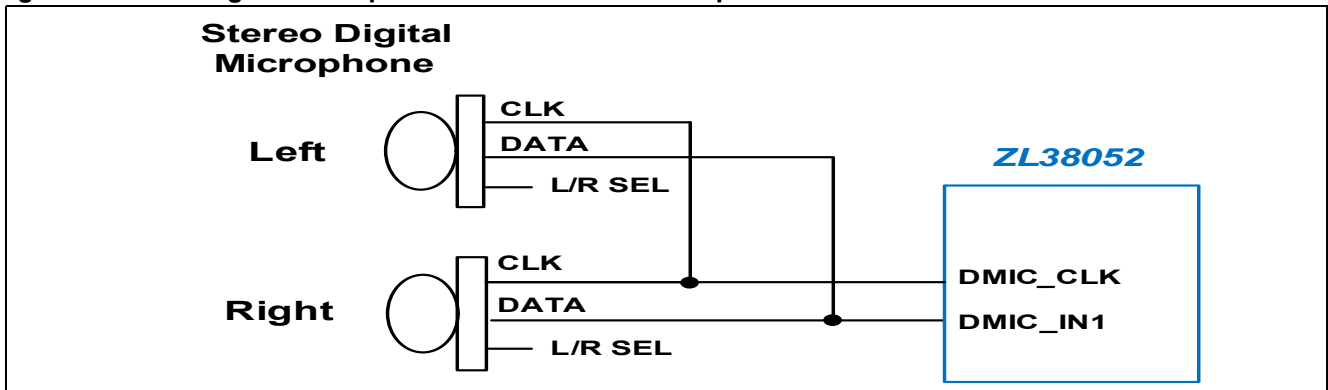 Stereo Digital
Microphone
Left
CLK
DATA
L/R SEL
Right
CLK
DATA
L/R SEL
ZL38052
DMIC_CLK
DMIC_IN1